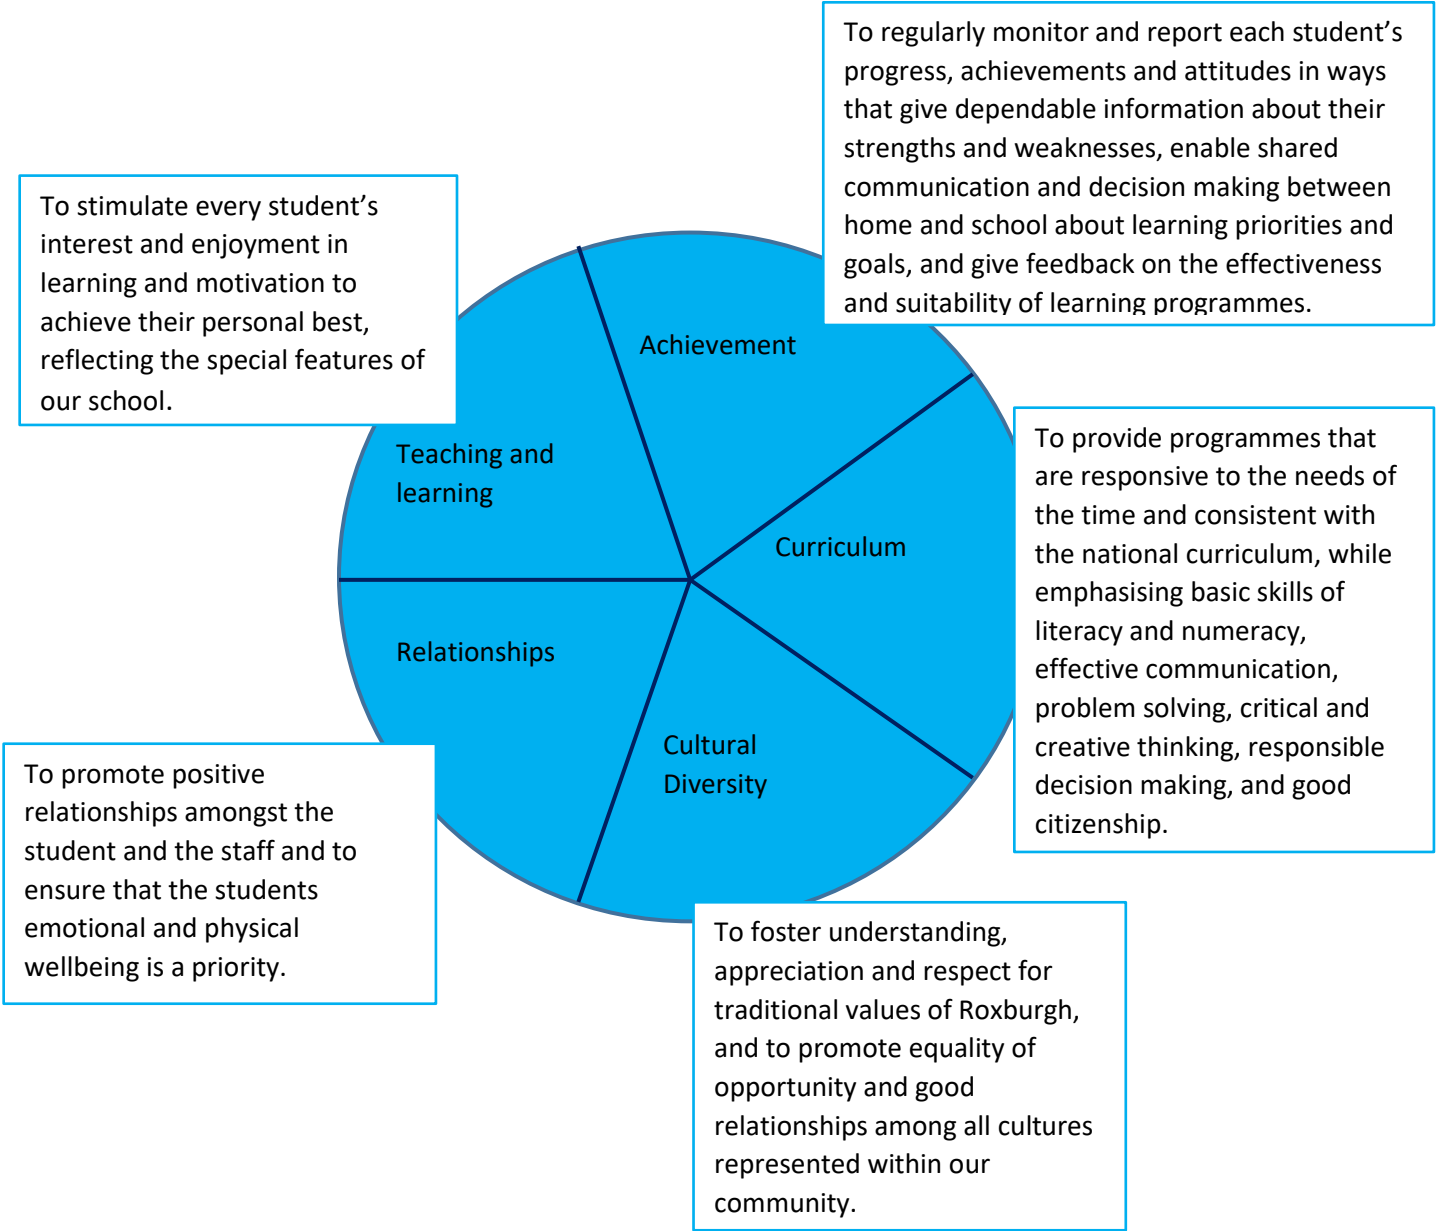 To regularly monitor and report each student’s
progress, achievements and attitudes in ways
that give dependable information about their
strengths and weaknesses, enable shared
communication and decision making between
home and school about learning priorities and
goals, and give feedback on the effectiveness
and suitability of learning programmes.
To stimulate every student’s
interest and enjoyment in
learning and motivation to
achieve their personal best,
reflecting the special features of
our school.
Achievement
Teaching and
learning
Curriculum
Relationships
Cultural
Diversity
To provide programmes that
are responsive to the needs of
the time and consistent with
the national curriculum, while
emphasising basic skills of
literacy and numeracy,
effective communication,
problem solving, critical and
creative thinking, responsible
decision making, and good
citizenship.
To promote positive
relationships amongst the
student and the staff and to
ensure that the students
emotional and physical
wellbeing is a priority.
To foster understanding,
appreciation and respect for
traditional values of Roxburgh,
and to promote equality of
opportunity and good
relationships among all cultures
represented within our
community.